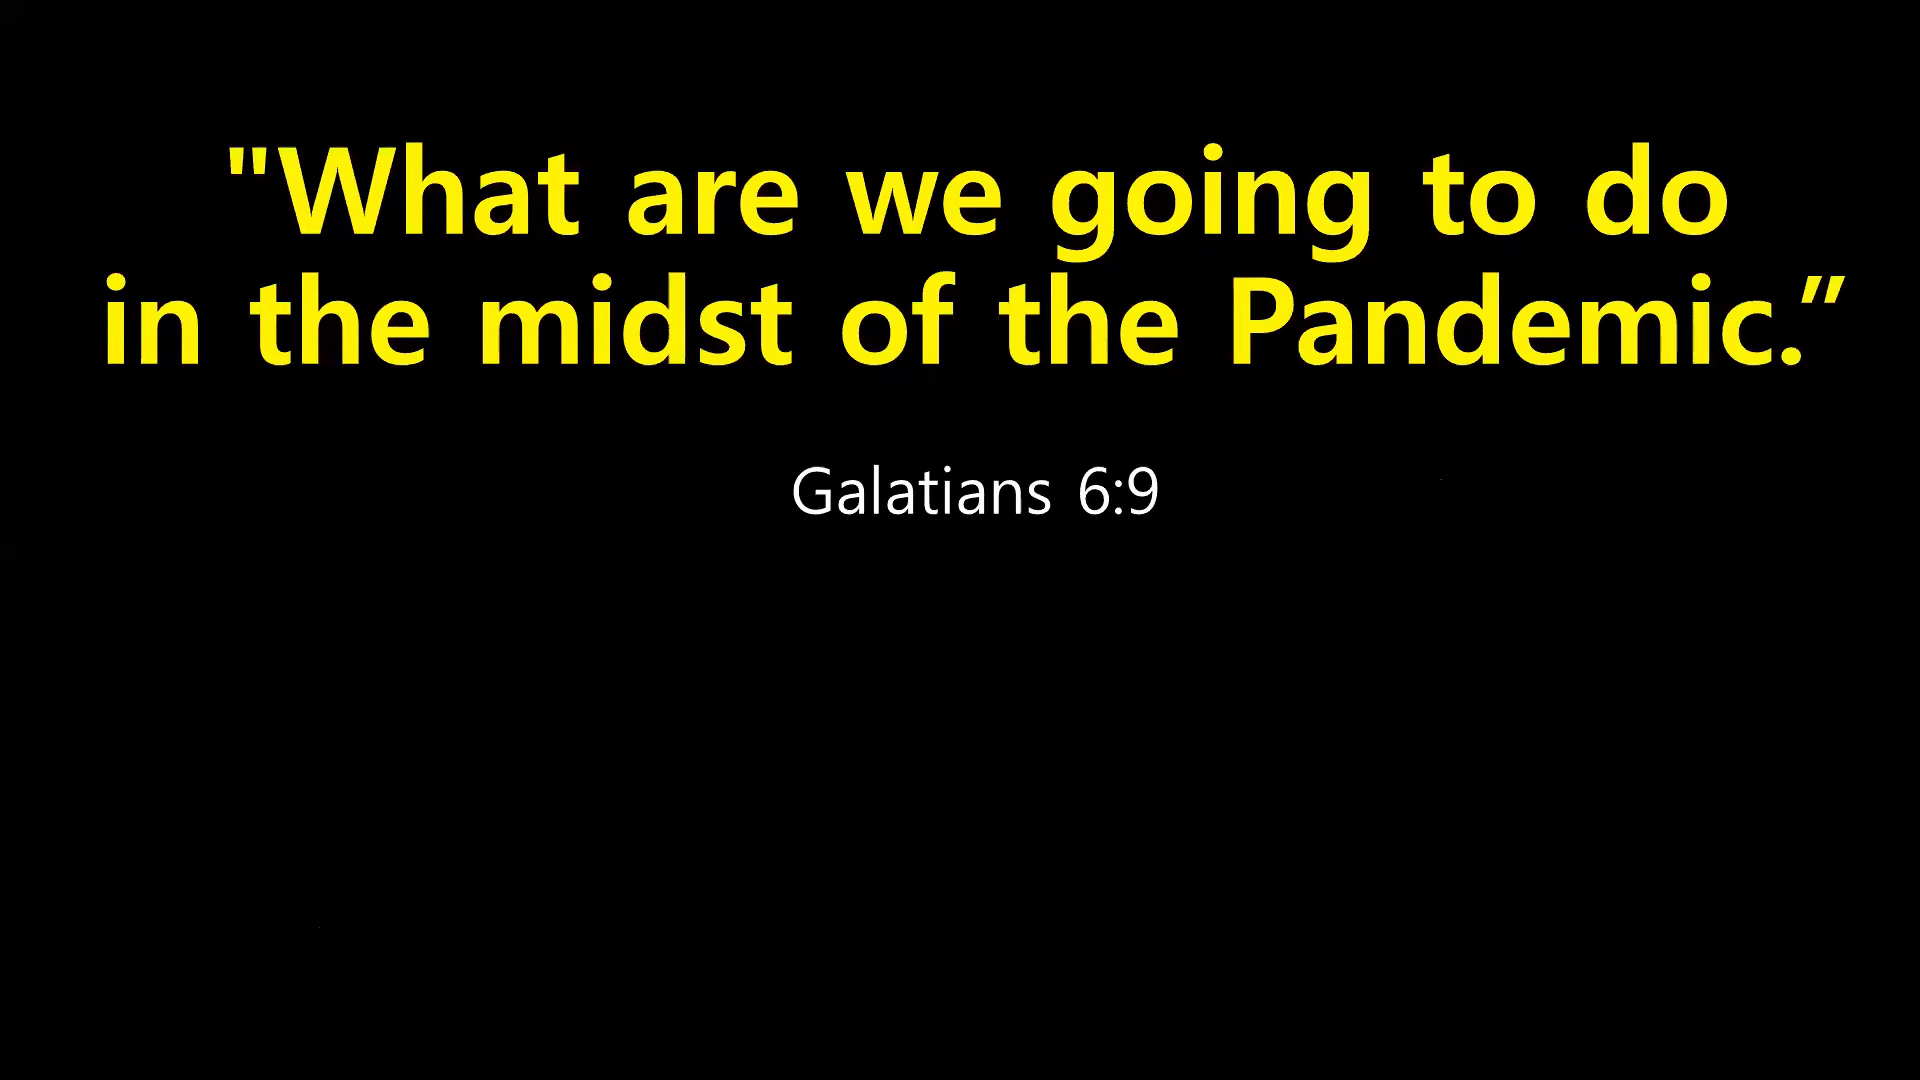 "What are we going to do
in the midst of the Pandemic.”
Galatians 6:9